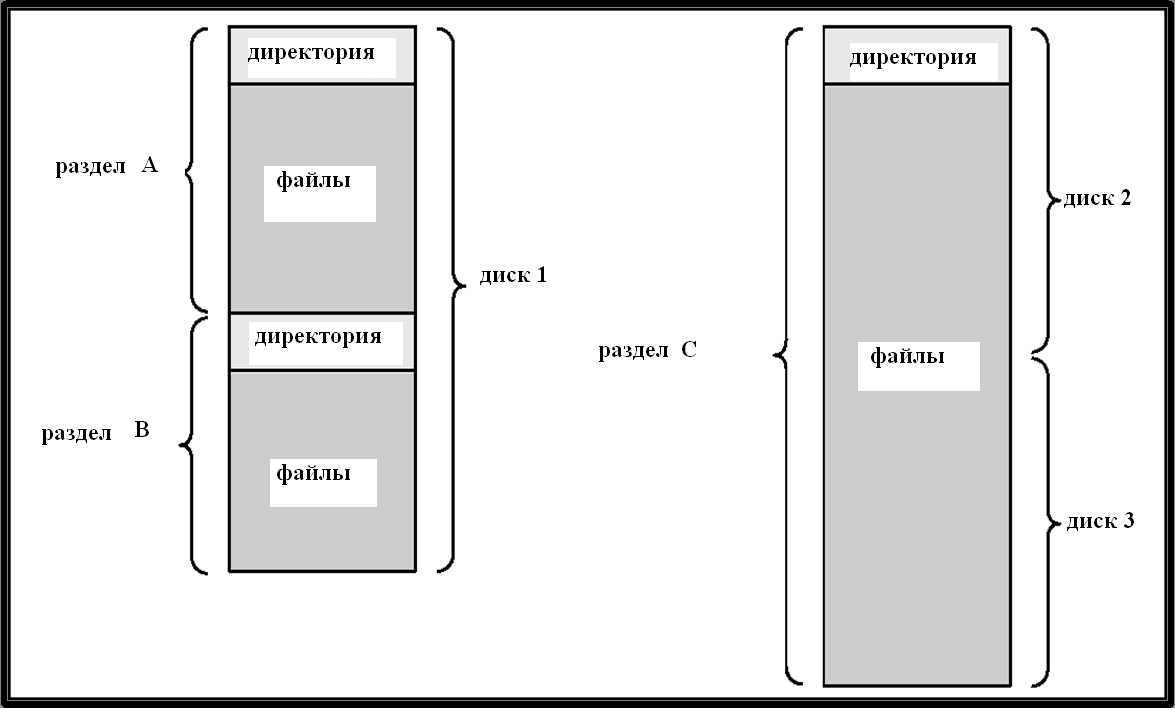 директория
раздел A
файлы
диск 1
директория
раздел B
файлы
директория
диск 2
раздел C
файлы
диск 3